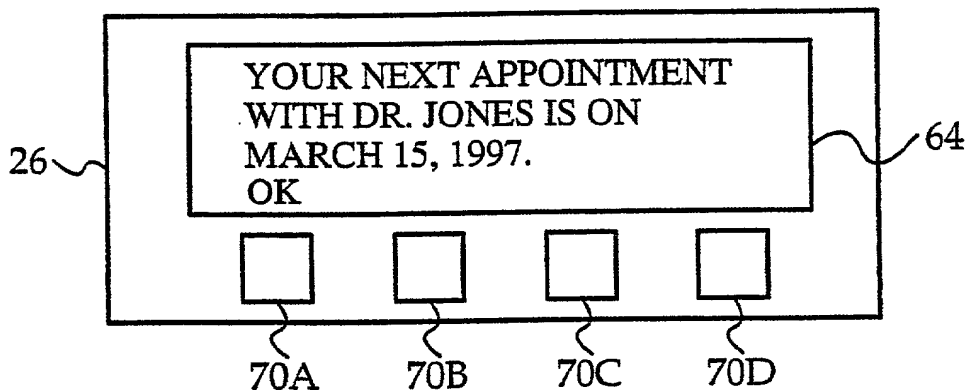 YOUR NEXT APPOINTMENT
WITH DR. JONES IS ON
MARCH 15, 1997.
OK
26
64
70A 70B 70C 70D